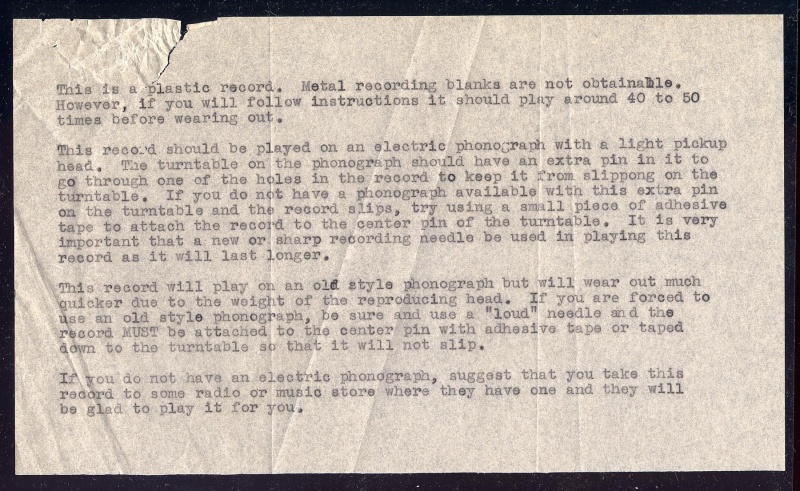 This is a plastic record.  Metal recording blanks are not obtainable.
However, if you will follow instructions it should play around 40 to 50
times before wearing out.

This record should be played on an electric phonograph with a light pickup
head.  The turntable on the phonograph should have an extra pin in it to
go through one of the holes in the record to keep it from slippong on the
turntable.  If you do not have a phonograph available with this extra pin
on the turntable and the record slips, try using a small piece of adhesive
tape to attach the record to the center pin of the turntable.  It is very
important that a new or sharp recording needle be used in playing this
record as it will last longer.

This record will play on an old style phonograph but will wear out much
quicker due to the weight of the reproducing head.  If you are forced to
use an old style phonograph, be sure and use a "loud" needle and the
record MUST be attached to the center pin with adhesive tape or taped
down to the turntable so that it will not slip.

If you do not have an electric phonograph, suggest that you take this
record to some radio or music store where they have one and they will
be glad to play it for you.